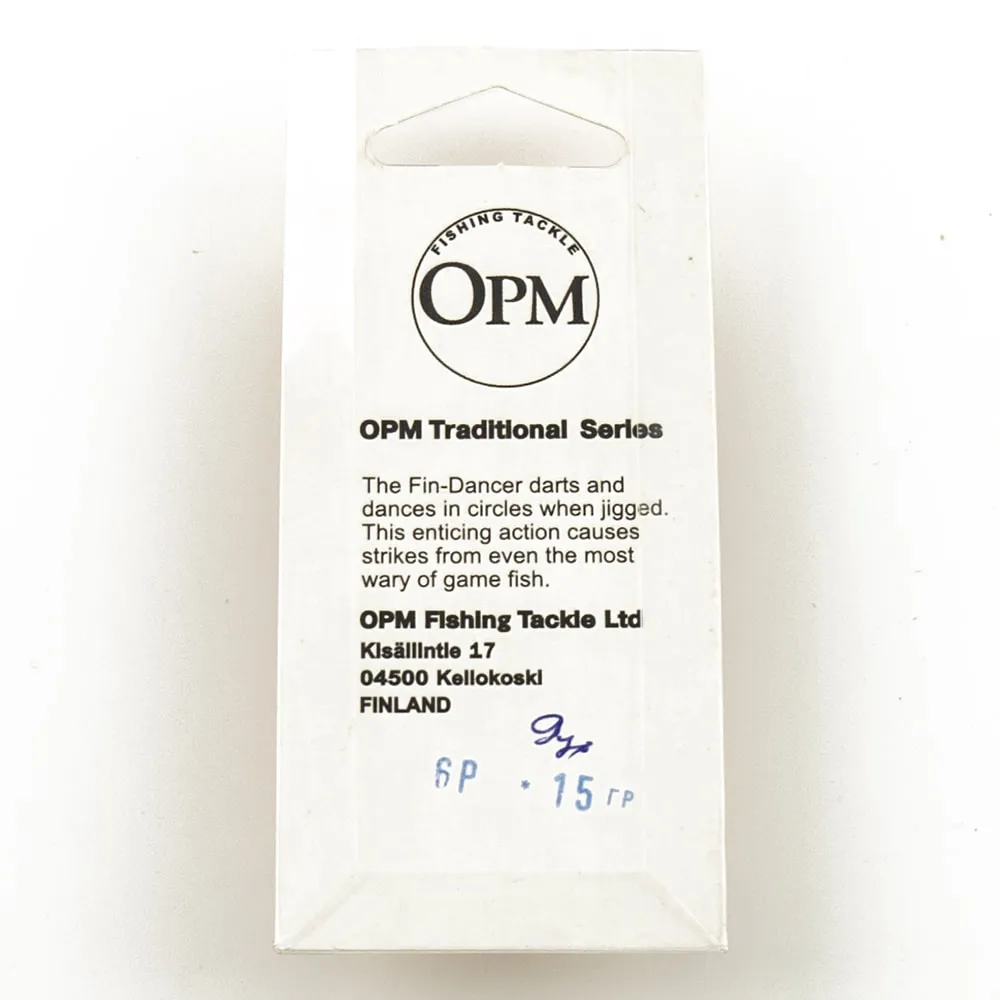 FISHING TACKLE
OPM
OPM Traditional Series
The Fin-Dancer darts and
dances in circles when jigged.
This enticing action causes
strikes from even the most
wary of game fish.
OPM Fishing Tackle Ltd
Kisällintie 17
04500 Kellokoski
FINLAND
6Р * 15 ГР